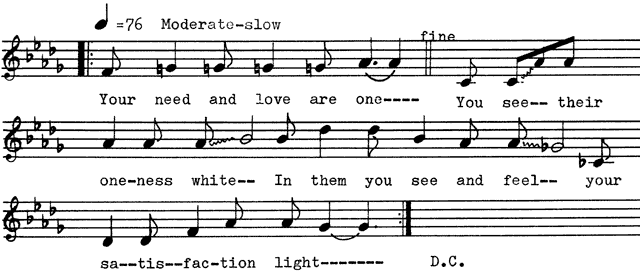 =76 Moderate-slow
fine
Your need and love are one---- You see-- their
one-ness white-- In them you see and feel-- your
sa--tis--fac-tion light------- D.C.